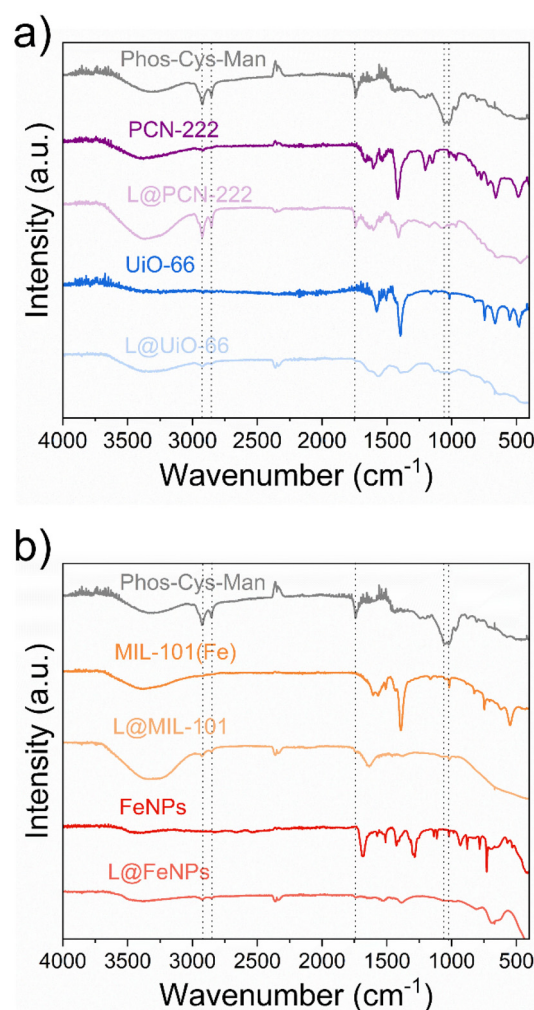 a)
Phos-Cys-Man
PCN-222
L@PCN-222
UiO-66
L@UiO-66
Intensity (a.u.)
4000 3500 3000 2500 2000 1500 1000 500
Wavenumber (cm⁻¹)
b)
Phos-Cys-Man
MIL-101(Fe)
L@MIL-101
FeNPs
L@FeNPs
Intensity (a.u.)
4000 3500 3000 2500 2000 1500 1000 500
Wavenumber (cm⁻¹)